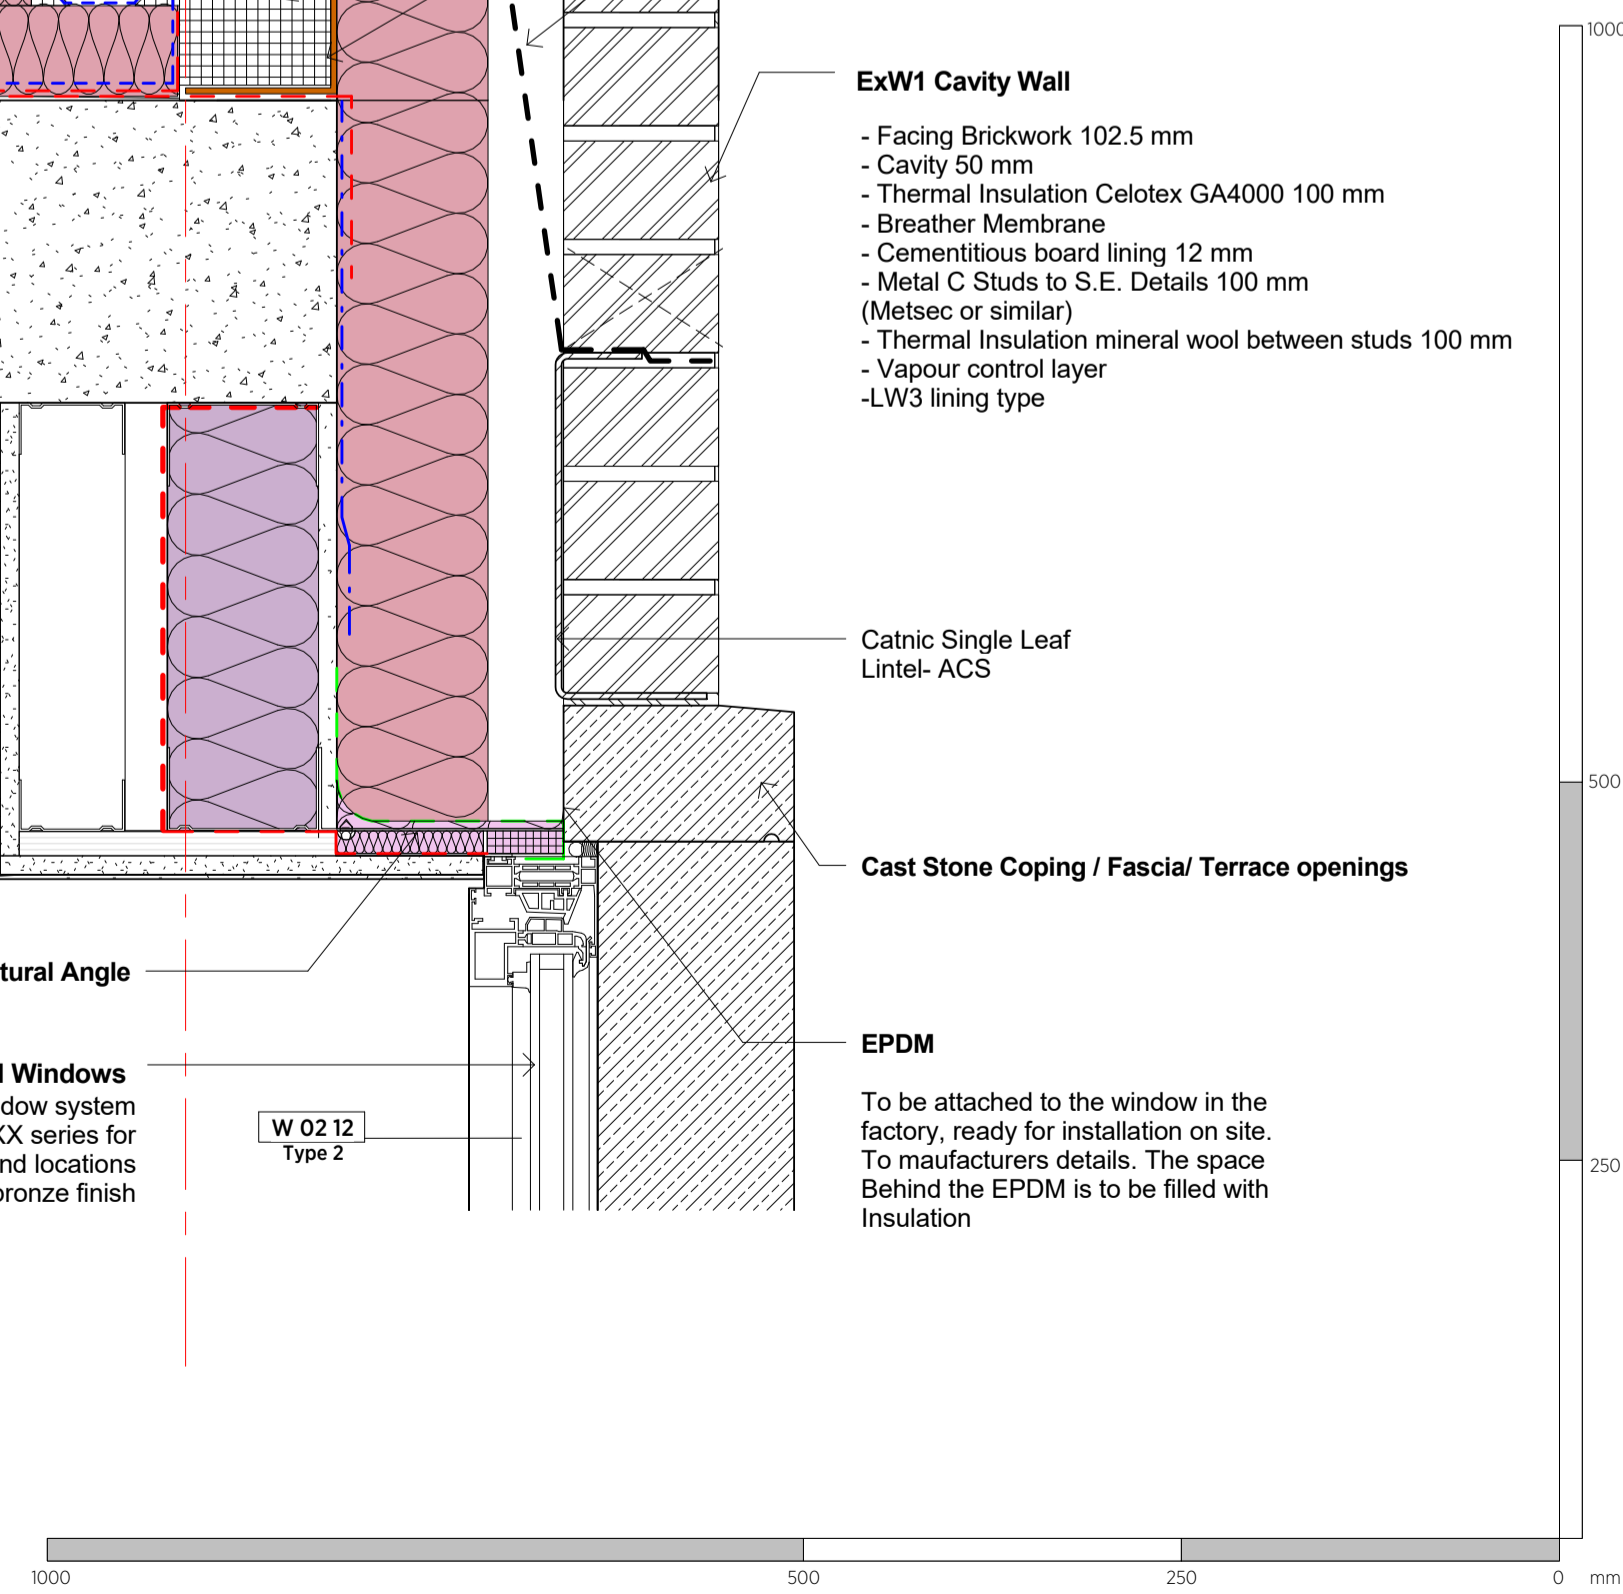 ExW1 Cavity Wall
- Facing Brickwork 102.5 mm
- Cavity 50 mm
- Thermal Insulation Celotex GA4000 100 mm
- Breather Membrane
- Cementitious board lining 12 mm
- Metal C Studs to S.E. Details 100 mm
(Metsec or similar)
- Thermal Insulation mineral wool between studs 100 mm
- Vapour control layer
-LW3 lining type
Catnic Single Leaf
Lintel- ACS
Cast Stone Coping / Fascia/ Terrace openings
tural Angle
EPDM
To be attached to the window in the
factory, ready for installation on site.
To maufacturers details. The space
Behind the EPDM is to be filled with
Insulation
Windows
dow system
XX series for
nd locations
bronze finish
W 02 12
Type 2
1000
500
250
1000
500
250
0
mm